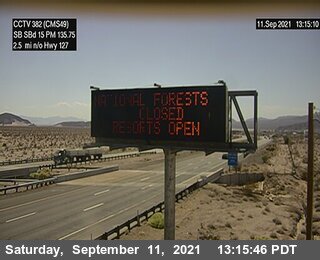 CCTV 382 (CMS49)
SB SBd 15 PM 135.75
2.5 mi n/o Hwy 127
11.Sep 2021 13:15:10
NATIONAL FORESTS
CLOSED
RESORTS OPEN
Saturday, September 11, 2021 13:15:46 PDT